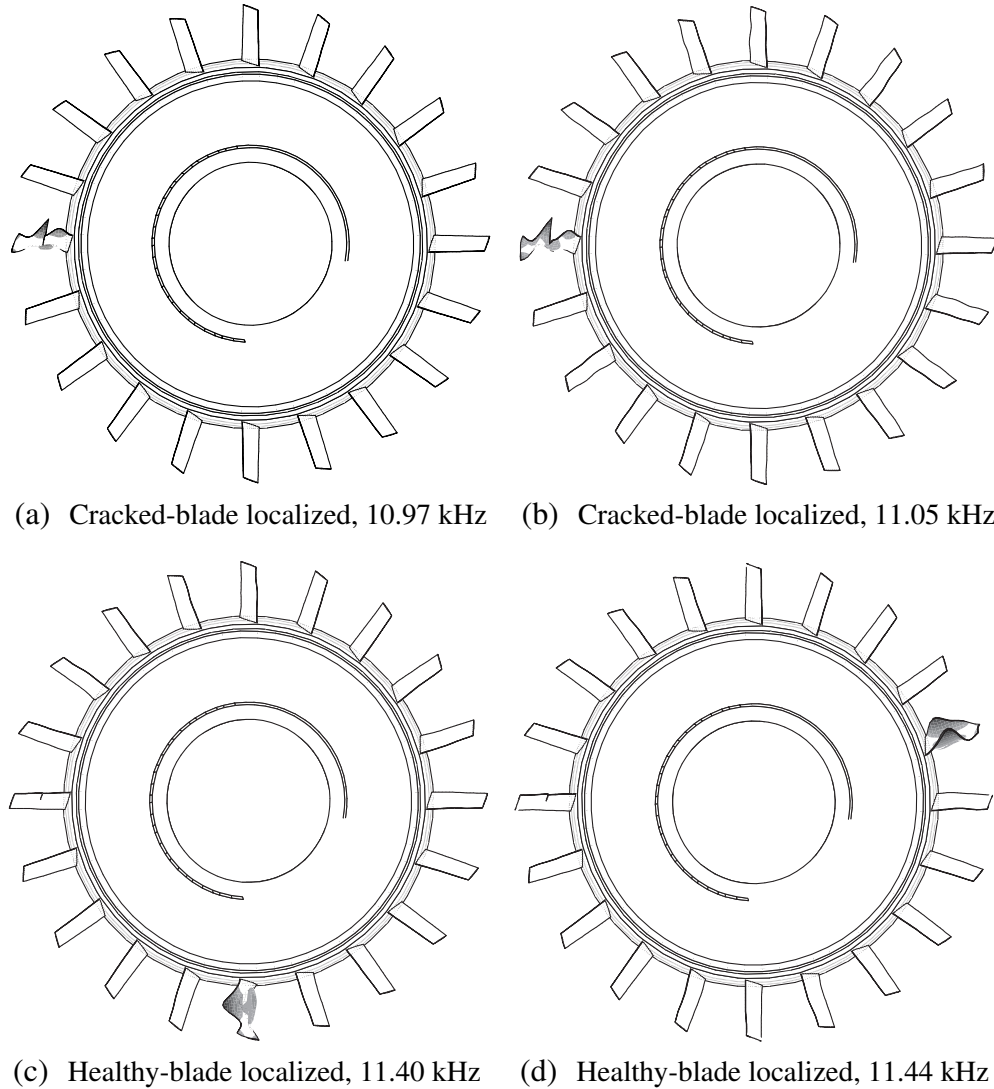 (a) Cracked-blade localized, 10.97 kHz
(b) Cracked-blade localized, 11.05 kHz
(c) Healthy-blade localized, 11.40 kHz
(d) Healthy-blade localized, 11.44 kHz